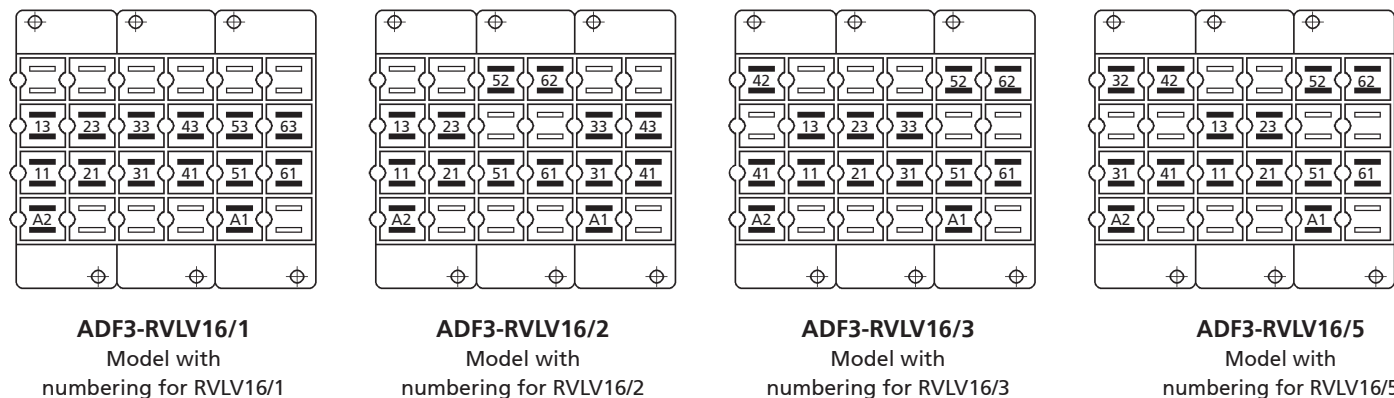 13 23 33 43 53 63
11 21 31 41 51 61
A2 A1
ADF3-RVLV16/1
Model with
numbering for RVLV16/1
52 62
13 23 33 43
11 21 51 61 31 41
A2 A1
ADF3-RVLV16/2
Model with
numbering for RVLV16/2
42 52 62
13 23 33
41 11 21 31 51 61
A2 A1
ADF3-RVLV16/3
Model with
numbering for RVLV16/3
32 42 52 62
13 23
31 41 11 21 51 61
A2 A1
ADF3-RVLV16/5
Model with
numbering for RVLV16/5